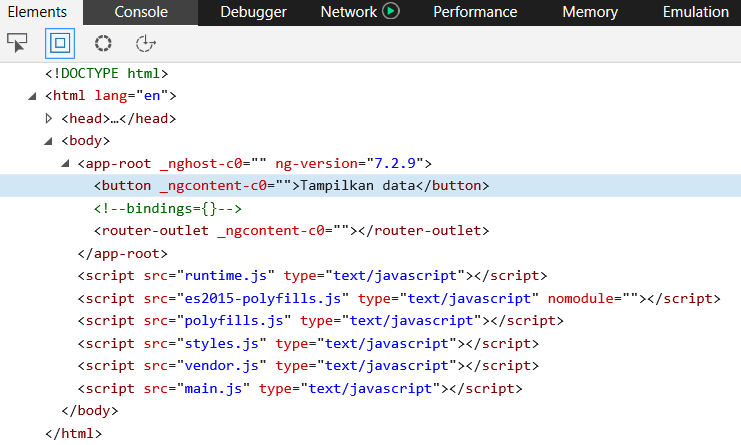 Elements Console Debugger Network Performance Memory Emulation
<!DOCTYPE html>
<html lang="en">
<head>…</head>
<body>
<app-root _nghost-c0="" ng-version="7.2.9">
<button _ngcontent-c0="">Tampilkan data</button>
<!--bindings={}-->
<router-outlet _ngcontent-c0=""></router-outlet>
</app-root>
<script src="runtime.js" type="text/javascript"></script>
<script src="es2015-polyfills.js" type="text/javascript" nomodule=""></script>
<script src="polyfills.js" type="text/javascript"></script>
<script src="styles.js" type="text/javascript"></script>
<script src="vendor.js" type="text/javascript"></script>
<script src="main.js" type="text/javascript"></script>
</body>
</html>